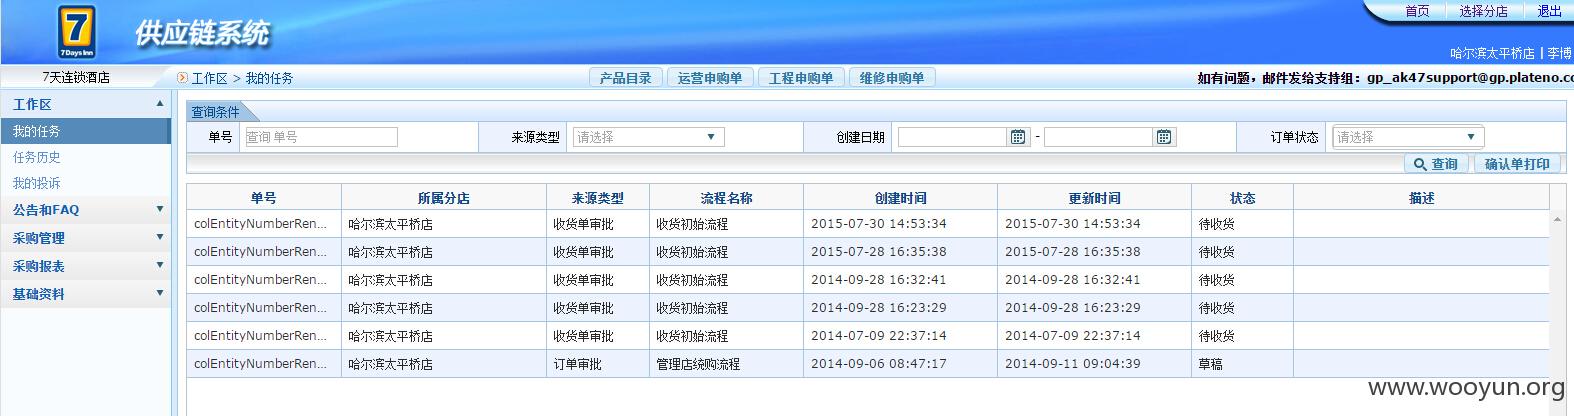 首页 选择分店 退出
7 供应链系统
7Days Inn
哈尔滨太平桥店 | 李博
7天连锁酒店 工作区 > 我的任务 产品目录 运营申购单 工程申购单 维修申购单 如有问题，邮件发给支持组：gp_ak47support@gp.plateno.co
工作区
我的任务
任务历史
我的投诉
公告和FAQ
采购管理
采购报表
基础资料
查询条件
单号 查询 单号 来源类型 请选择 创建日期 - 订单状态 请选择
查询 确认单打印
单号 所属分店 来源类型 流程名称 创建时间 更新时间 状态 描述
colEntityNumberRen... 哈尔滨太平桥店 收货单审批 收货初始流程 2015-07-30 14:53:34 2015-07-30 14:53:34 待收货
colEntityNumberRen... 哈尔滨太平桥店 收货单审批 收货初始流程 2015-07-28 16:35:38 2015-07-28 16:35:38 待收货
colEntityNumberRen... 哈尔滨太平桥店 收货单审批 收货初始流程 2014-09-28 16:32:41 2014-09-28 16:32:41 待收货
colEntityNumberRen... 哈尔滨太平桥店 收货单审批 收货初始流程 2014-09-28 16:23:29 2014-09-28 16:23:29 待收货
colEntityNumberRen... 哈尔滨太平桥店 收货单审批 收货初始流程 2014-07-09 22:37:14 2014-07-09 22:37:14 待收货
colEntityNumberRen... 哈尔滨太平桥店 订单审批 管理店统购流程 2014-09-06 08:47:17 2014-09-11 09:04:39 草稿
www.wooyun.org